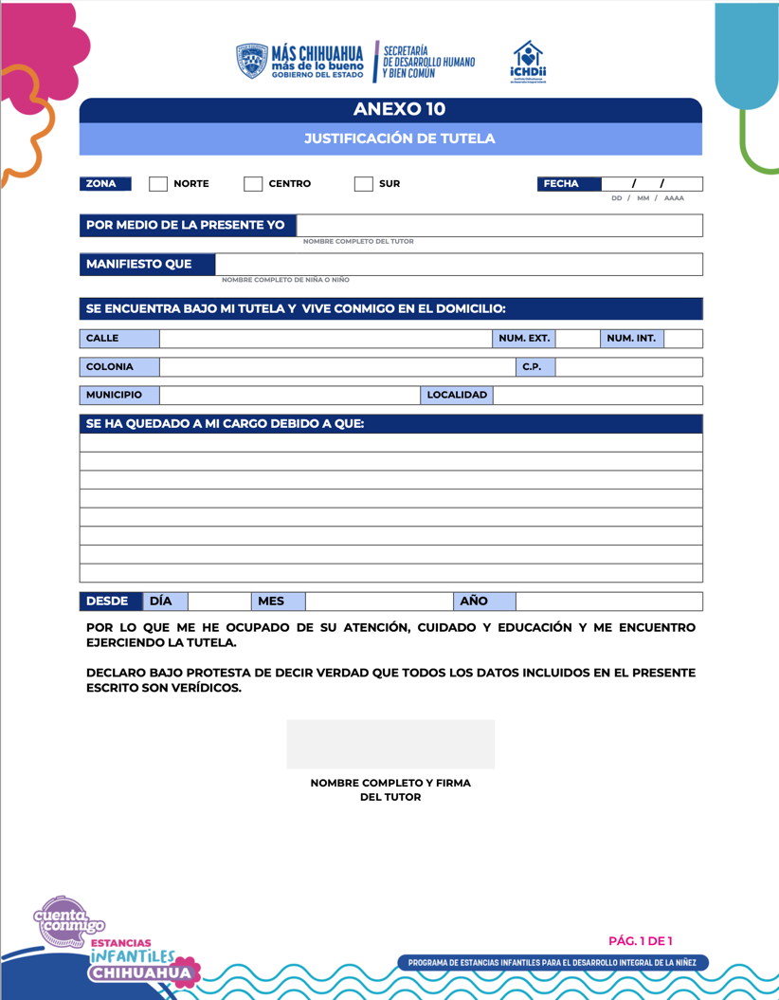 MÁS CHIHUAHUA
más de lo bueno
GOBIERNO DEL ESTADO
SECRETARÍA
DE DESARROLLO HUMANO
Y BIEN COMÚN
iCHDii
ANEXO 10
JUSTIFICACIÓN DE TUTELA
ZONA NORTE CENTRO SUR FECHA / /
DD / MM / AAAA
POR MEDIO DE LA PRESENTE YO
NOMBRE COMPLETO DEL TUTOR
MANIFIESTO QUE
NOMBRE COMPLETO DE NIÑA O NIÑO
SE ENCUENTRA BAJO MI TUTELA Y VIVE CONMIGO EN EL DOMICILIO:
CALLE NUM. EXT. NUM. INT.
COLONIA C.P.
MUNICIPIO LOCALIDAD
SE HA QUEDADO A MI CARGO DEBIDO A QUE:
DESDE DÍA MES AÑO
POR LO QUE ME HE OCUPADO DE SU ATENCIÓN, CUIDADO Y EDUCACIÓN Y ME ENCUENTRO
EJERCIENDO LA TUTELA.
DECLARO BAJO PROTESTA DE DECIR VERDAD QUE TODOS LOS DATOS INCLUIDOS EN EL PRESENTE
ESCRITO SON VERÍDICOS.
NOMBRE COMPLETO Y FIRMA
DEL TUTOR
cuenta
conmigo
ESTANCIAS
iNFANTiLES
CHIHUAHUA
PÁG. 1 DE 1
PROGRAMA DE ESTANCIAS INFANTILES PARA EL DESARROLLO INTEGRAL DE LA NIÑEZ